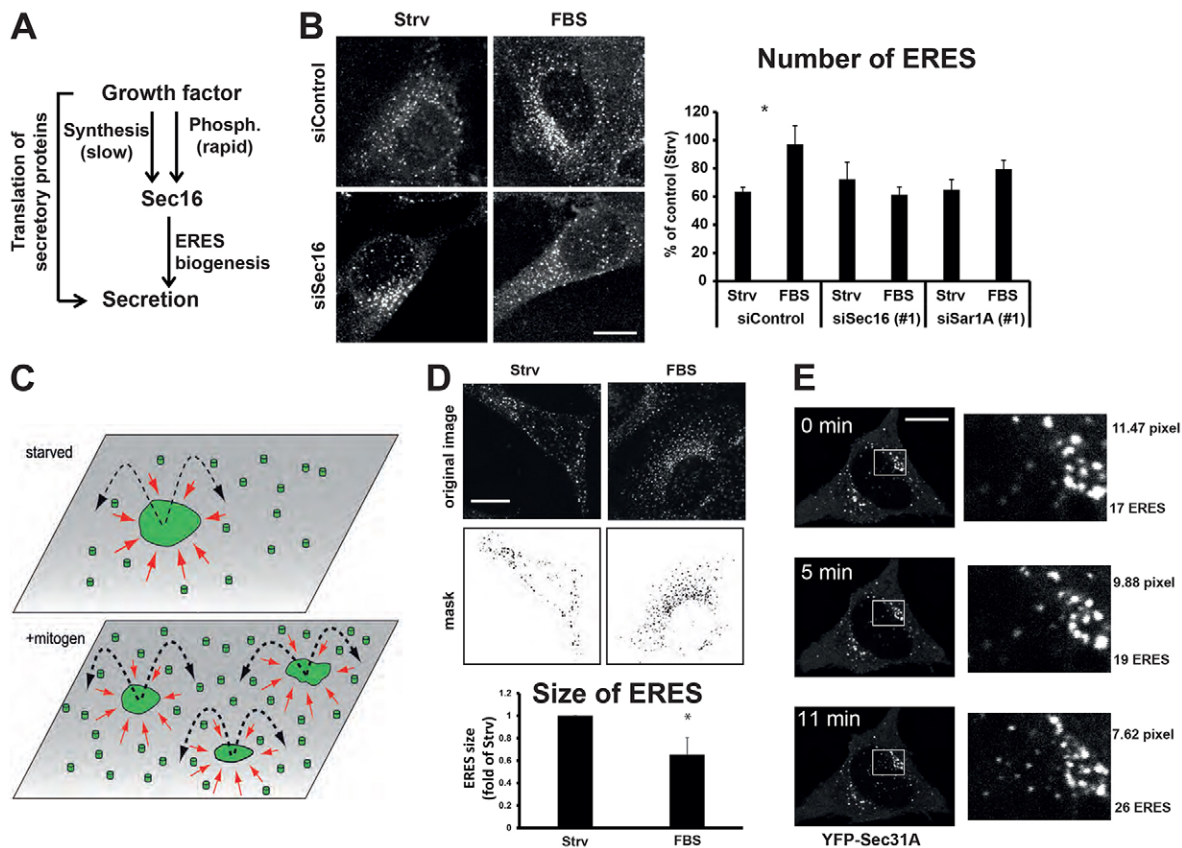 A
Growth factor
Synthesis
(slow)
Phosph.
(rapid)
Sec16
ERES
biogenesis
Secretion
Translation of
secretory proteins
B
Strv
FBS
siControl
siSec16
Number of ERES
% of control (Strv)
120
100
80
60
40
20
0
*
Strv
FBS
Strv
FBS
Strv
FBS
siControl
siSec16 (#1)
siSar1A (#1)
C
starved
+mitogen
D
Strv
FBS
original image
mask
Size of ERES
ERES size
(fold of Strv)
1.2
1
0.8
0.6
0.4
0.2
0
*
Strv
FBS
E
0 min
11.47 pixel
17 ERES
5 min
9.88 pixel
19 ERES
11 min
7.62 pixel
26 ERES
YFP-Sec31A